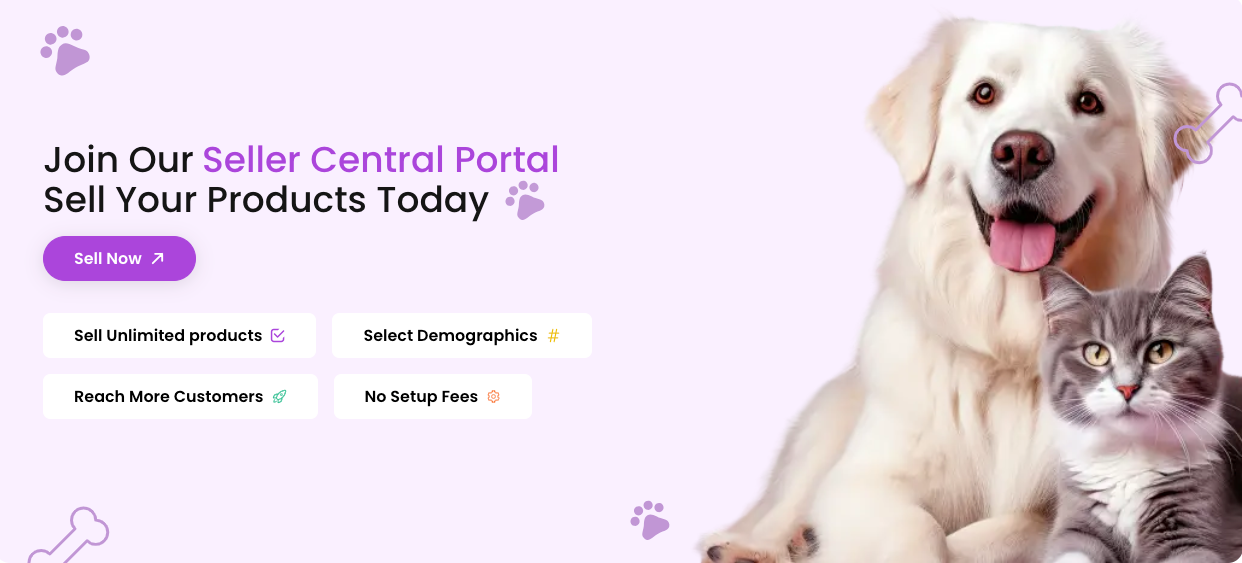 Join Our Seller Central Portal
Sell Your Products Today
Sell Now
Sell Unlimited products
Select Demographics #
Reach More Customers
No Setup Fees